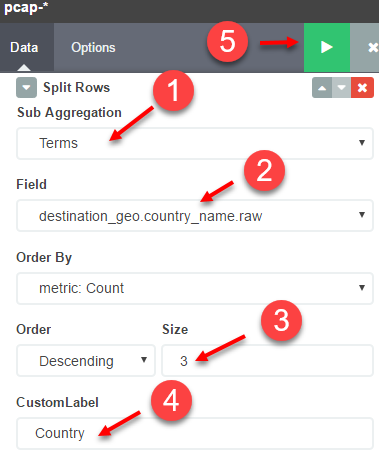 pcap-*
Data Options 5
Split Rows
Sub Aggregation 1
Terms
Field
2
destination_geo.country_name.raw
Order By
metric: Count
Order Size 3
Descending 3
CustomLabel 4
Country